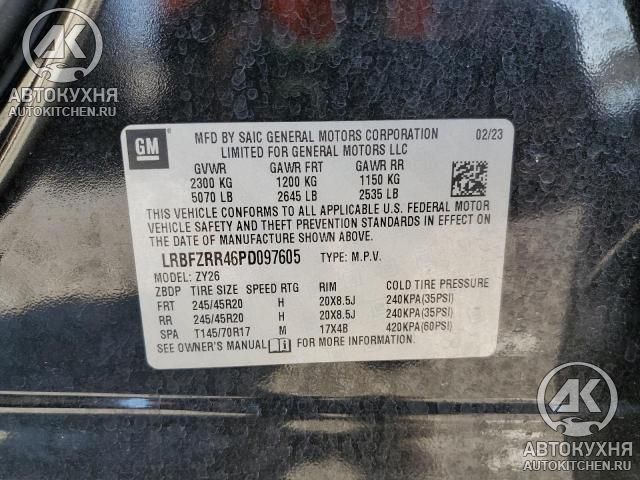 АК
АВТОКУХНЯ
AUTOKITCHEN.RU
GM
MFD BY SAIC GENERAL MOTORS CORPORATION 02/23
LIMITED FOR GENERAL MOTORS LLC
GVWR GAWR FRT GAWR RR
2300 KG 1200 KG 1150 KG
5070 LB 2645 LB 2535 LB
THIS VEHICLE CONFORMS TO ALL APPLICABLE U.S. FEDERAL MOTOR
VEHICLE SAFETY AND THEFT PREVENTION STANDARDS IN EFFECT ON
THE DATE OF MANUFACTURE SHOWN ABOVE.
LRBFZRR46PD097605 TYPE: M.P.V.
MODEL: ZY26
ZBDP TIRE SIZE SPEED RTG RIM COLD TIRE PRESSURE
FRT 245/45R20 H 20X8.5J 240KPA(35PSI)
RR 245/45R20 H 20X8.5J 240KPA(35PSI)
SPA T145/70R17 M 17X4B 420KPA(60PSI)
SEE OWNER'S MANUAL FOR MORE INFORMATION
АК
АВТОКУХНЯ
AUTOKITCHEN.RU